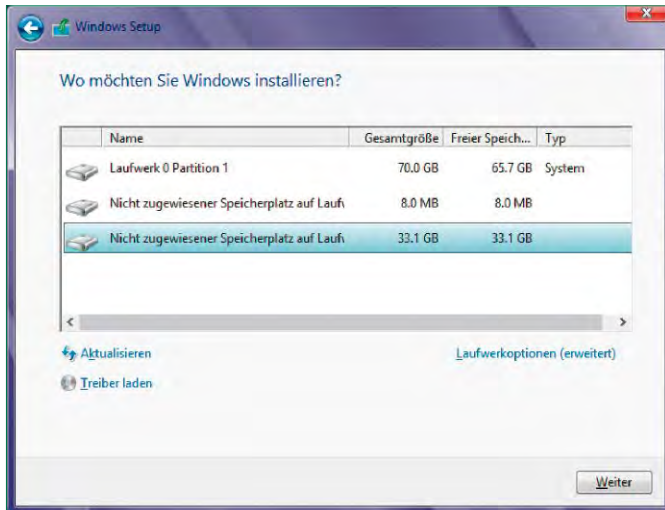 Windows Setup
Wo möchten Sie Windows installieren?
Name Gesamtgröße Freier Speich... Typ
Laufwerk 0 Partition 1 70.0 GB 65.7 GB System
Nicht zugewiesener Speicherplatz auf Laufw 8.0 MB 8.0 MB
Nicht zugewiesener Speicherplatz auf Laufw 33.1 GB 33.1 GB
Aktualisieren Laufwerkoptionen (erweitert)
Treiber laden
Weiter